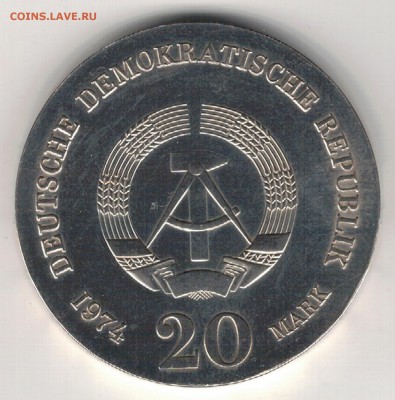 COINS.LAVE.RU
DEUTSCHE DEMOKRATISCHE REPUBLIK
1974
20
MARK